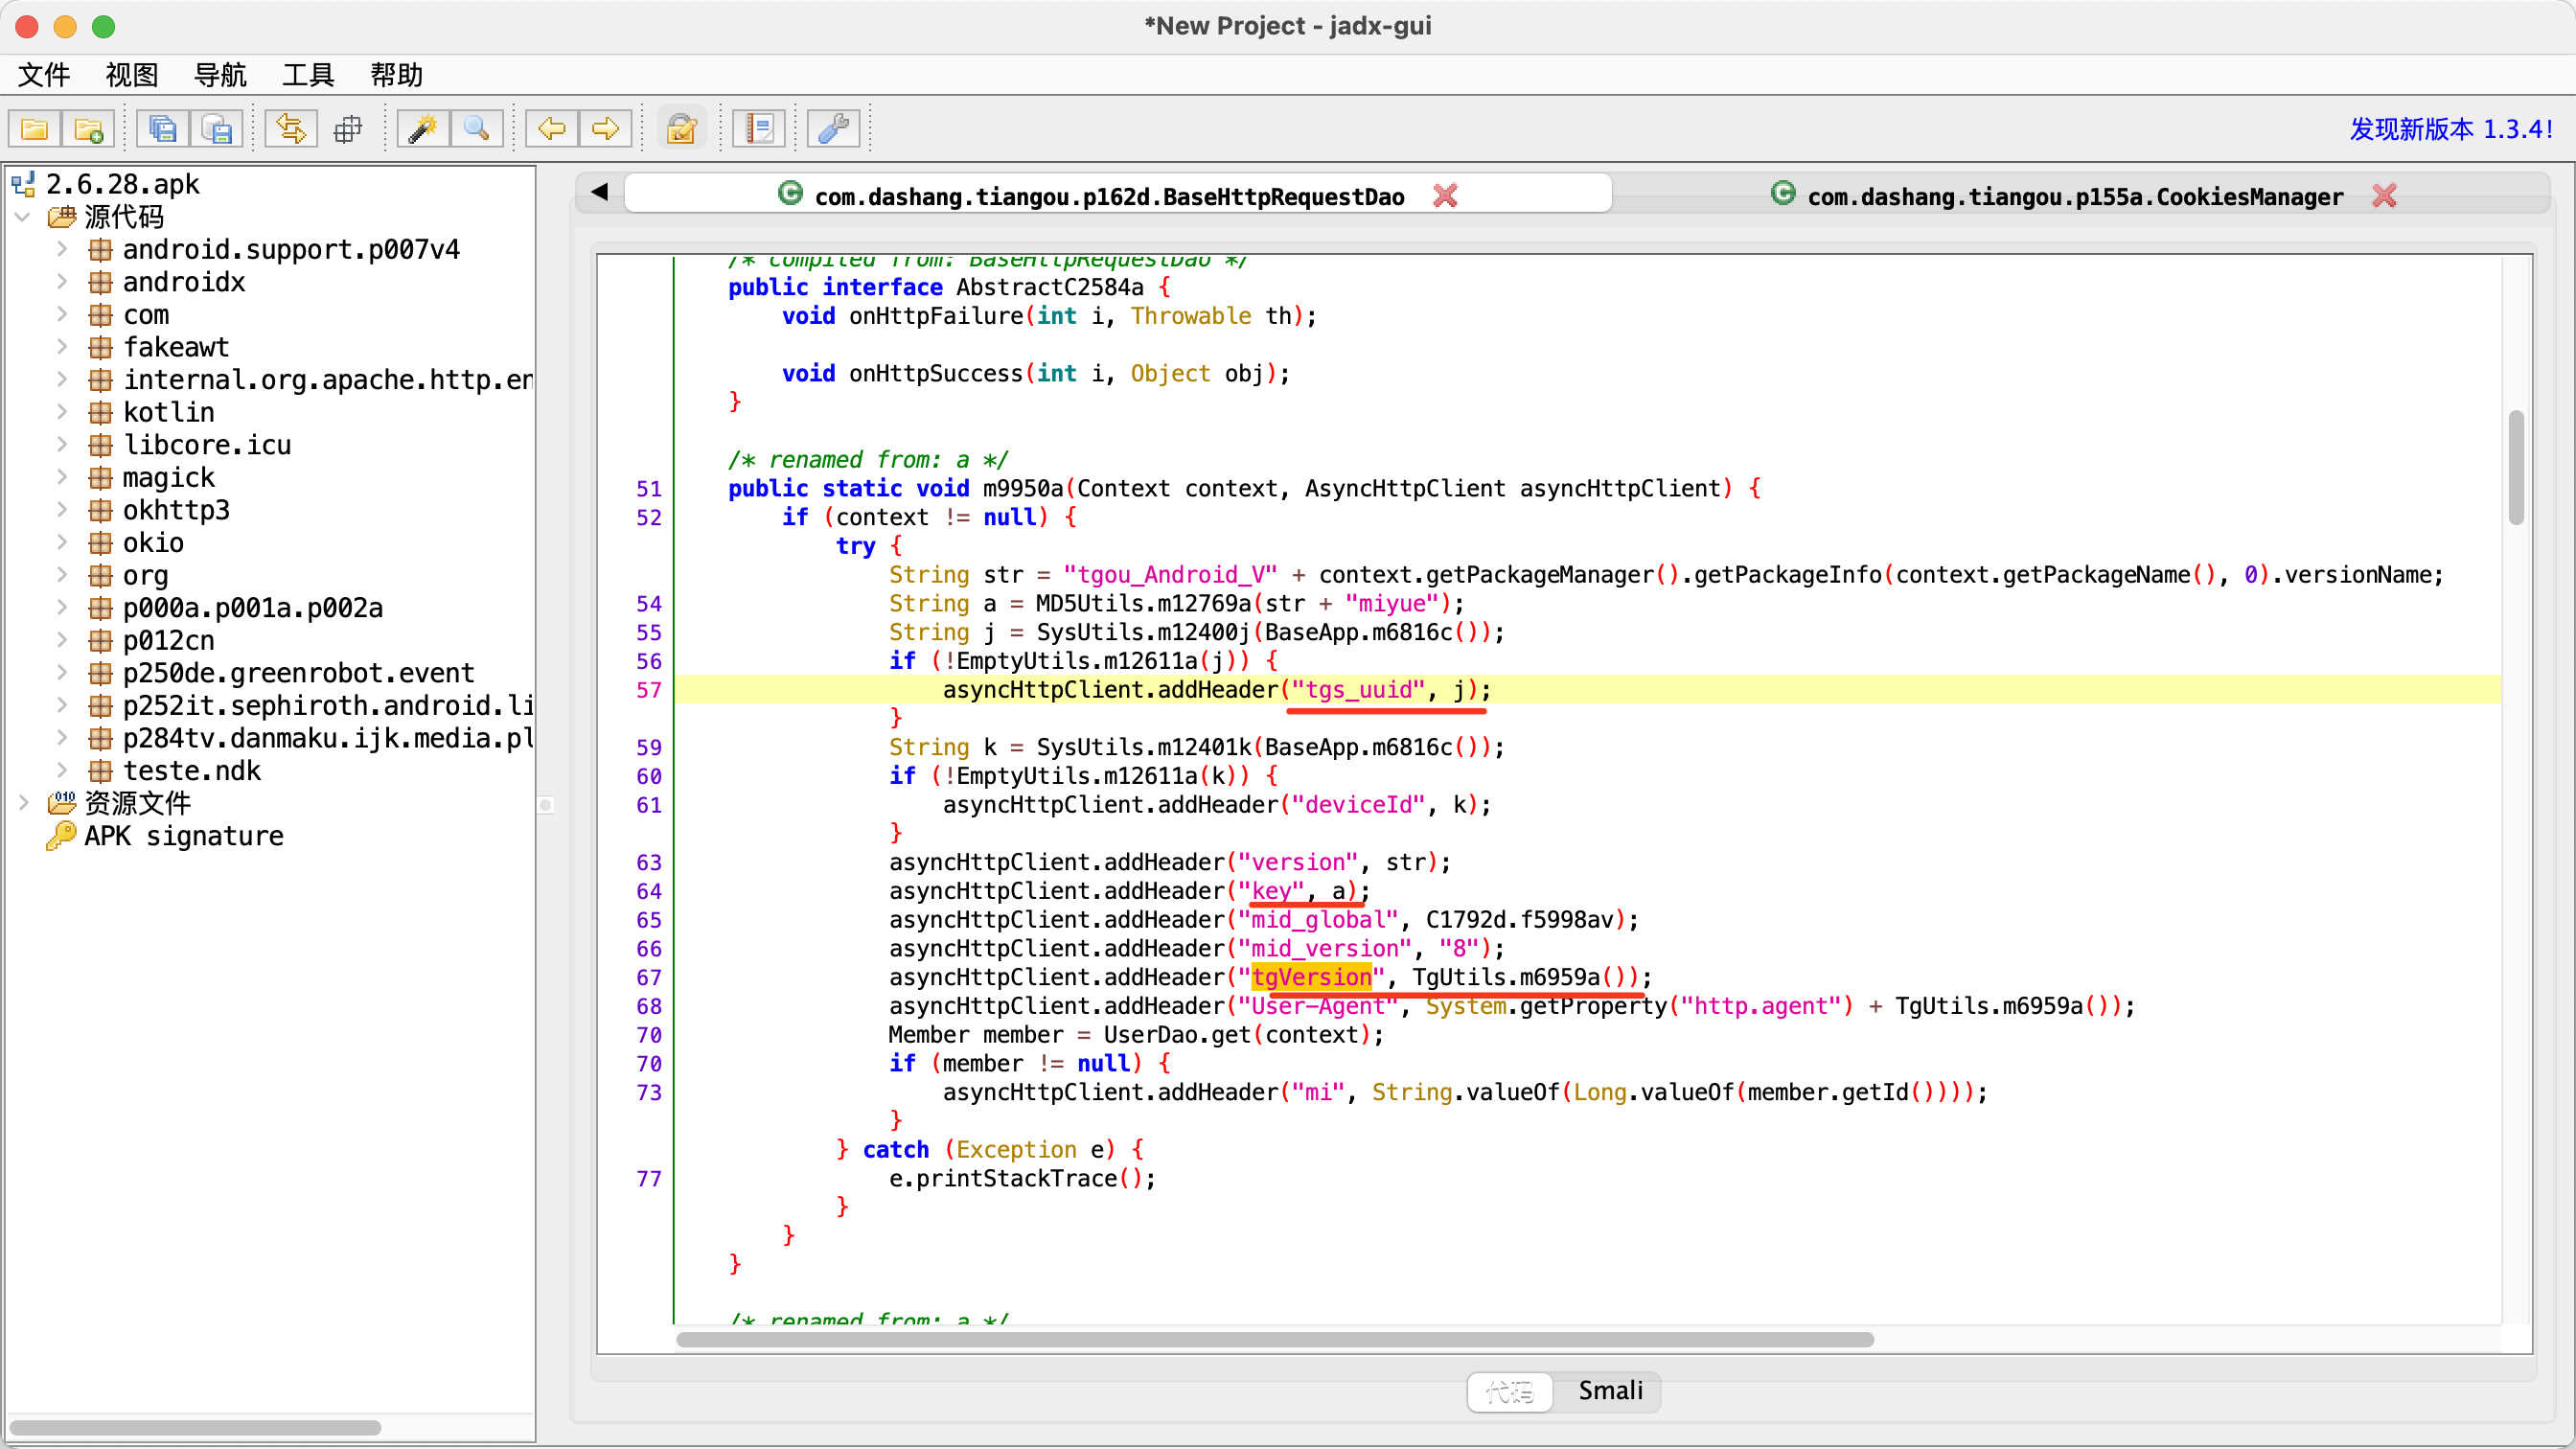 *New Project - jadx-gui
文件 视图 导航 工具 帮助
发现新版本 1.3.4!
2.6.28.apk
源代码
android.support.p007v4
androidx
com
fakeawt
internal.org.apache.http.en
kotlin
libcore.icu
magick
okhttp3
okio
org
p000a.p001a.p002a
p012cn
p250de.greenrobot.event
p252it.sephiroth.android.li
p284tv.danmaku.ijk.media.pl
teste.ndk
资源文件
APK signature
com.dashang.tiangou.p162d.BaseHttpRequestDao
com.dashang.tiangou.p155a.CookiesManager
/* compiled from: BaseHttpRequestDao */
public interface AbstractC2584a {
void onHttpFailure(int i, Throwable th);
void onHttpSuccess(int i, Object obj);
}
/* renamed from: a */
51 public static void m9950a(Context context, AsyncHttpClient asyncHttpClient) {
52 if (context != null) {
try {
String str = "tgou_Android_V" + context.getPackageManager().getPackageInfo(context.getPackageName(), 0).versionName;
54 String a = MD5Utils.m12769a(str + "miyue");
55 String j = SysUtils.m12400j(BaseApp.m6816c());
56 if (!EmptyUtils.m12611a(j)) {
57 asyncHttpClient.addHeader("tgs_uuid", j);
}
59 String k = SysUtils.m12401k(BaseApp.m6816c());
60 if (!EmptyUtils.m12611a(k)) {
61 asyncHttpClient.addHeader("deviceId", k);
}
63 asyncHttpClient.addHeader("version", str);
64 asyncHttpClient.addHeader("key", a);
65 asyncHttpClient.addHeader("mid_global", C1792d.f5998av);
66 asyncHttpClient.addHeader("mid_version", "8");
67 asyncHttpClient.addHeader("tgVersion", TgUtils.m6959a());
68 asyncHttpClient.addHeader("User-Agent", System.getProperty("http.agent") + TgUtils.m6959a());
70 Member member = UserDao.get(context);
70 if (member != null) {
73 asyncHttpClient.addHeader("mi", String.valueOf(Long.valueOf(member.getId())));
}
} catch (Exception e) {
77 e.printStackTrace();
}
}
}
/* renamed from: a */
代码 Smali